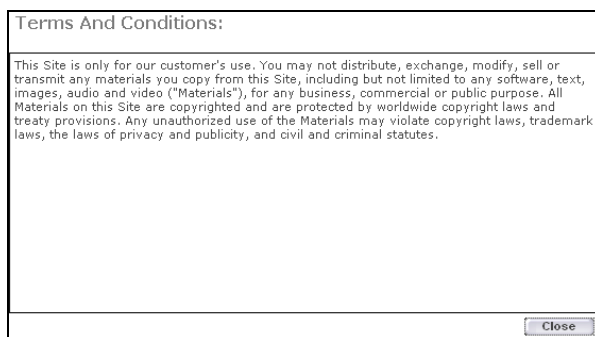 Terms And Conditions:
This Site is only for our customer's use. You may not distribute, exchange, modify, sell or
transmit any materials you copy from this Site, including but not limited to any software, text,
images, audio and video ("Materials"), for any business, commercial or public purpose. All
Materials on this Site are copyrighted and are protected by worldwide copyright laws and
treaty provisions. Any unauthorized use of the Materials may violate copyright laws, trademark
laws, the laws of privacy and publicity, and civil and criminal statutes.
Close